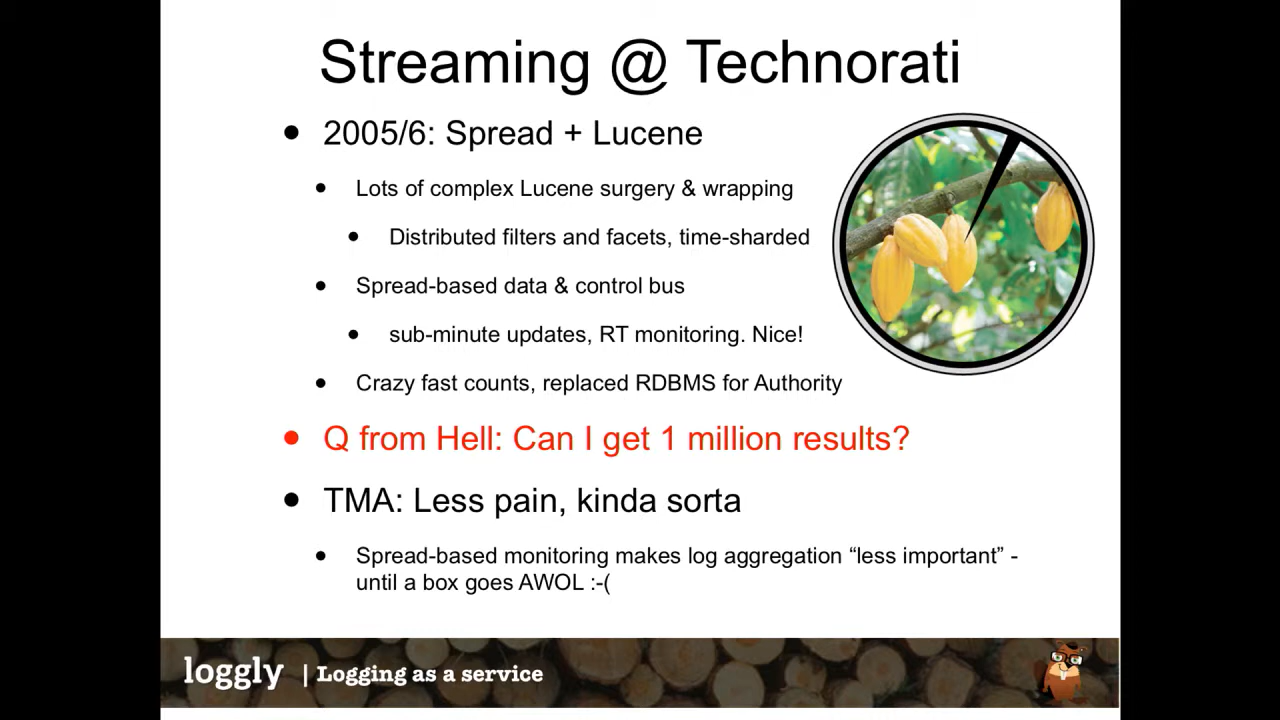 Streaming @ Technorati
2005/6: Spread + Lucene
Lots of complex Lucene surgery & wrapping
Distributed filters and facets, time-sharded
Spread-based data & control bus
sub-minute updates, RT monitoring. Nice!
Crazy fast counts, replaced RDBMS for Authority
Q from Hell: Can I get 1 million results?
TMA: Less pain, kinda sorta
Spread-based monitoring makes log aggregation “less important” -
until a box goes AWOL :-(
loggly | Logging as a service